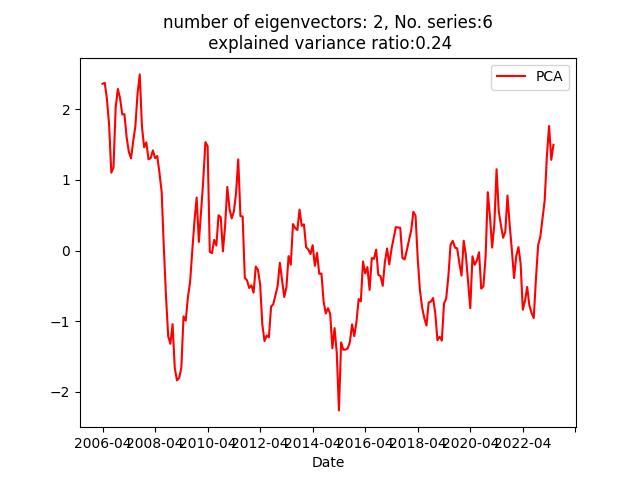 number of eigenvectors: 2, No. series:6
explained variance ratio:0.24
PCA
2
1
0
−1
−2
2006-04 2008-04 2010-04 2012-04 2014-04 2016-04 2018-04 2020-04 2022-04
Date